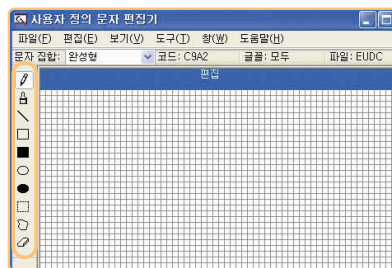 사용자 정의 문자 편집기
파일(F) 편집(E) 보기(V) 도구(T) 창(W) 도움말(H)
문자 집합: 완성형 코드: C9A2 글꼴: 모두 파일: EUDC
편집